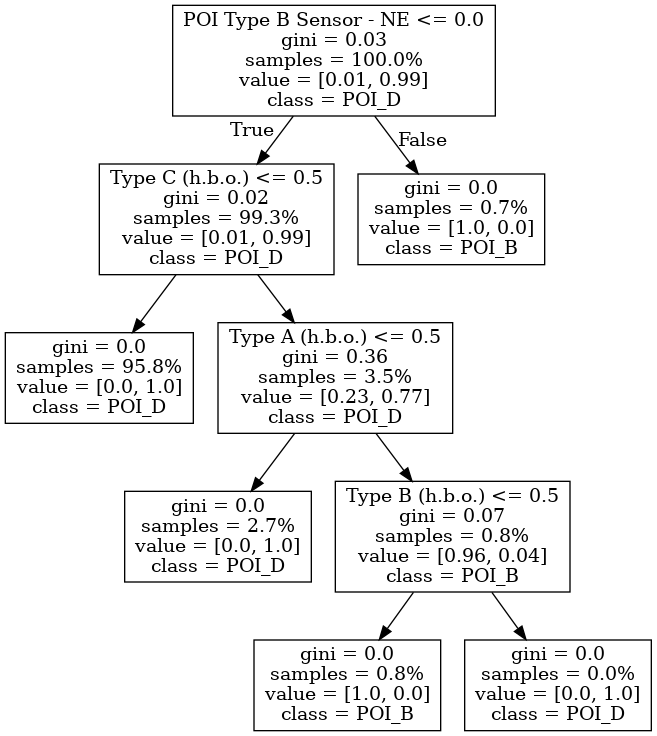 POI Type B Sensor - NE <= 0.0
gini = 0.03
samples = 100.0%
value = [0.01, 0.99]
class = POI_D
True
False
Type C (h.b.o.) <= 0.5
gini = 0.02
samples = 99.3%
value = [0.01, 0.99]
class = POI_D
gini = 0.0
samples = 0.7%
value = [1.0, 0.0]
class = POI_B
gini = 0.0
samples = 95.8%
value = [0.0, 1.0]
class = POI_D
Type A (h.b.o.) <= 0.5
gini = 0.36
samples = 3.5%
value = [0.23, 0.77]
class = POI_D
gini = 0.0
samples = 2.7%
value = [0.0, 1.0]
class = POI_D
Type B (h.b.o.) <= 0.5
gini = 0.07
samples = 0.8%
value = [0.96, 0.04]
class = POI_B
gini = 0.0
samples = 0.8%
value = [1.0, 0.0]
class = POI_B
gini = 0.0
samples = 0.0%
value = [0.0, 1.0]
class = POI_D